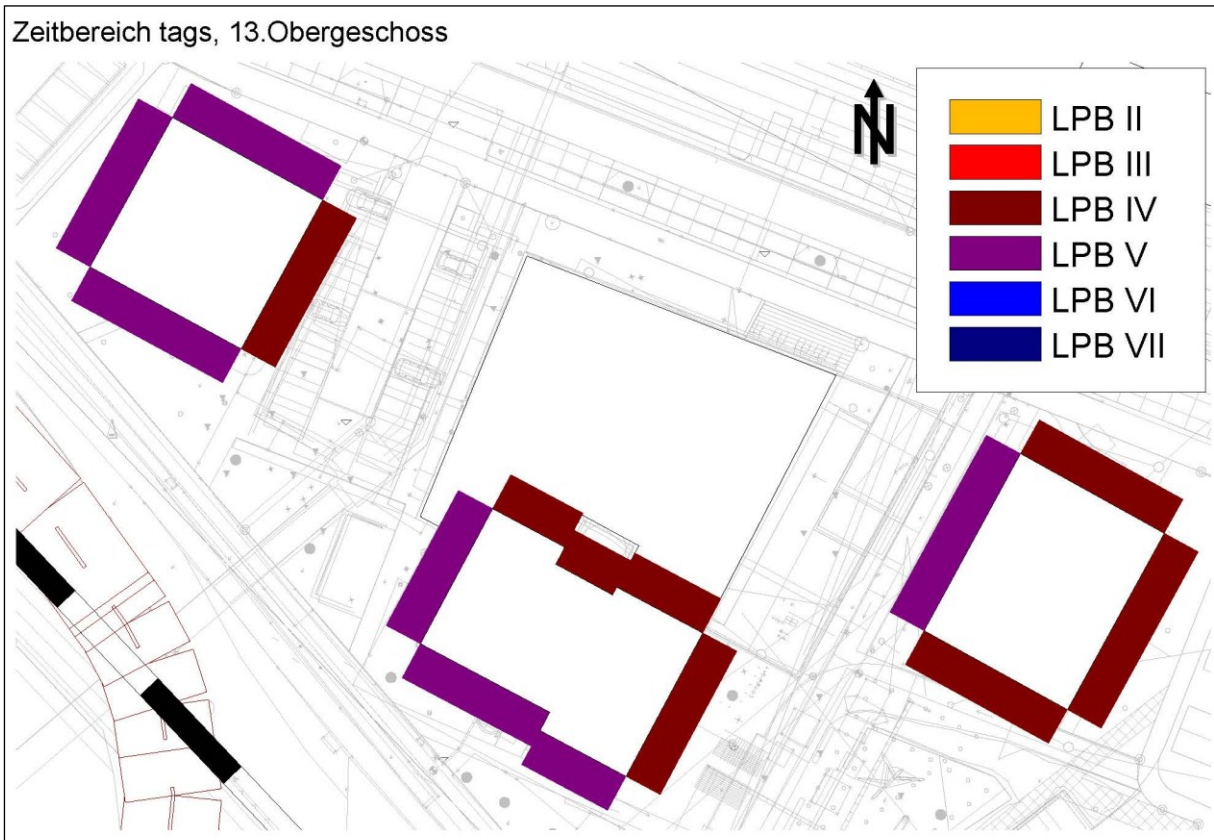 Zeitbereich tags, 13.Obergeschoss
N
LPB II
LPB III
LPB IV
LPB V
LPB VI
LPB VII